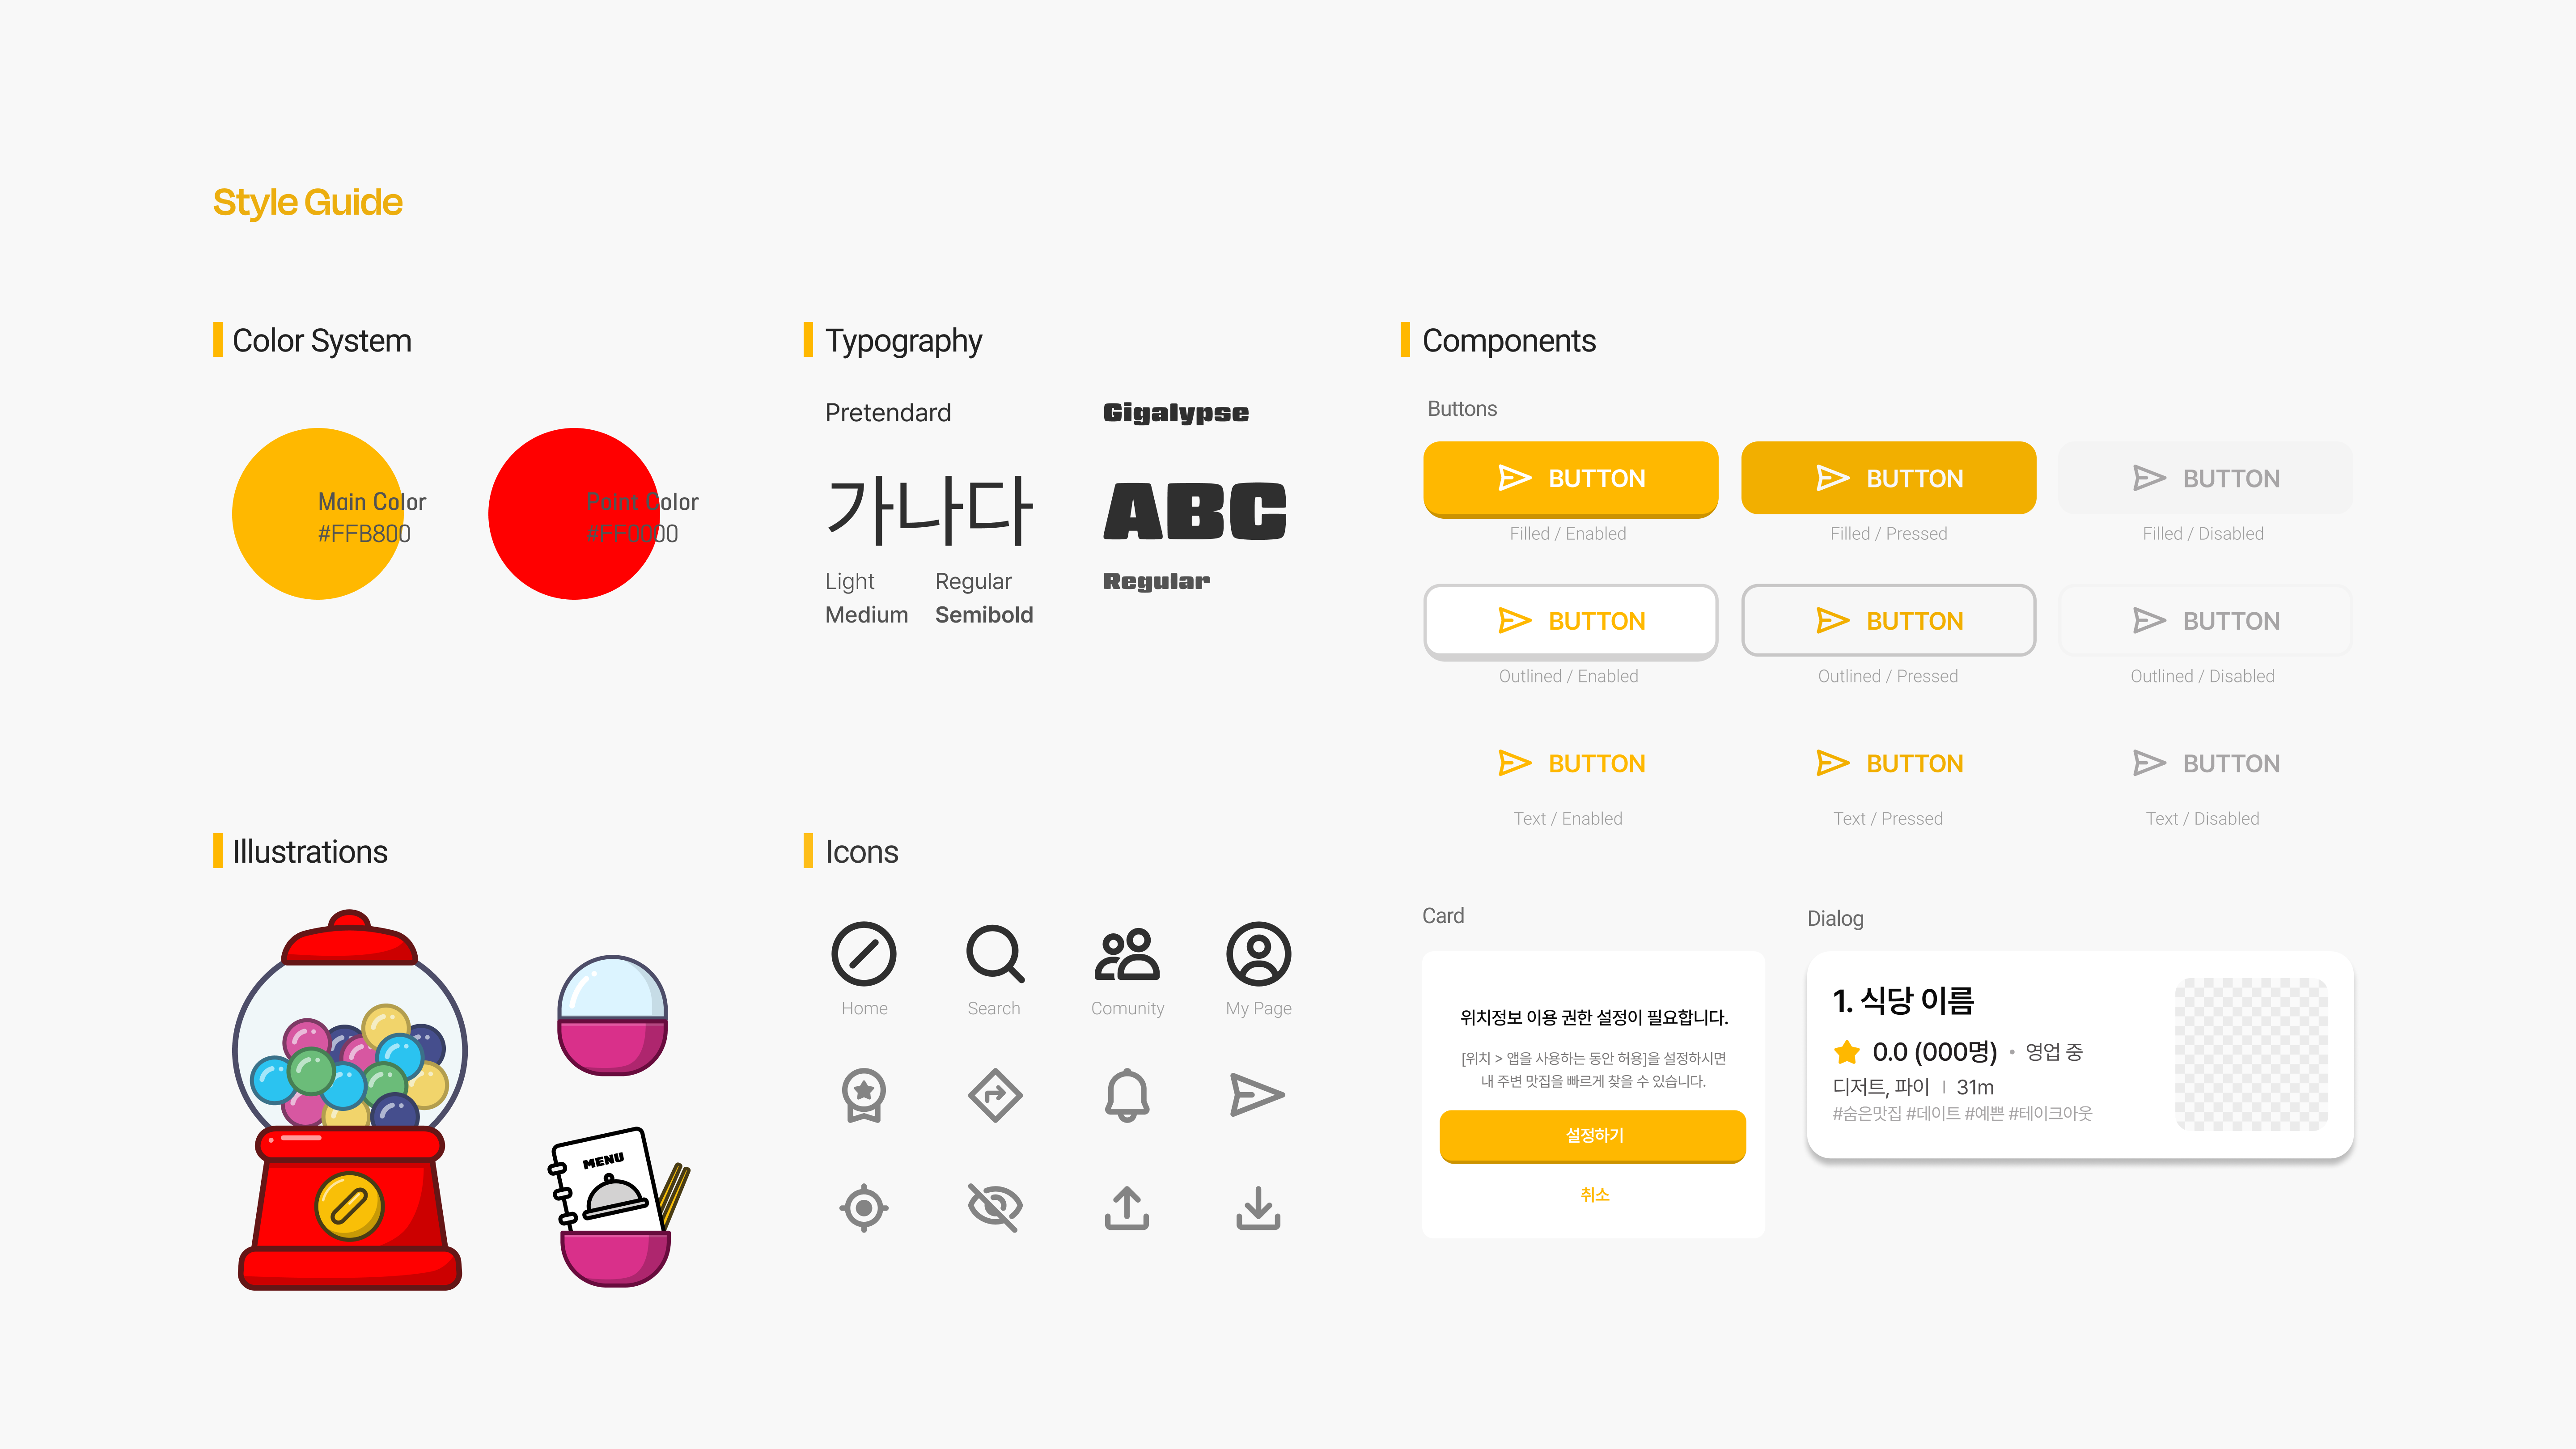 Style Guide
Color System
Main Color
#FFB800
Point Color
#FF0000
Typography
Pretendard
가나다
Light Regular
Medium Semibold
Gigalypse
ABC
Regular
Components
Buttons
BUTTON
Filled / Enabled
BUTTON
Filled / Pressed
BUTTON
Filled / Disabled
BUTTON
Outlined / Enabled
BUTTON
Outlined / Pressed
BUTTON
Outlined / Disabled
BUTTON
Text / Enabled
BUTTON
Text / Pressed
BUTTON
Text / Disabled
Illustrations
MENU
Icons
Home
Search
Comunity
My Page
Card
위치정보 이용 권한 설정이 필요합니다.
[위치 > 앱을 사용하는 동안 허용]을 설정하시면
내 주변 맛집을 빠르게 찾을 수 있습니다.
설정하기
취소
Dialog
1. 식당 이름
0.0 (000명) • 영업 중
디저트, 파이 | 31m
#숨은맛집 #데이트 #예쁜 #테이크아웃